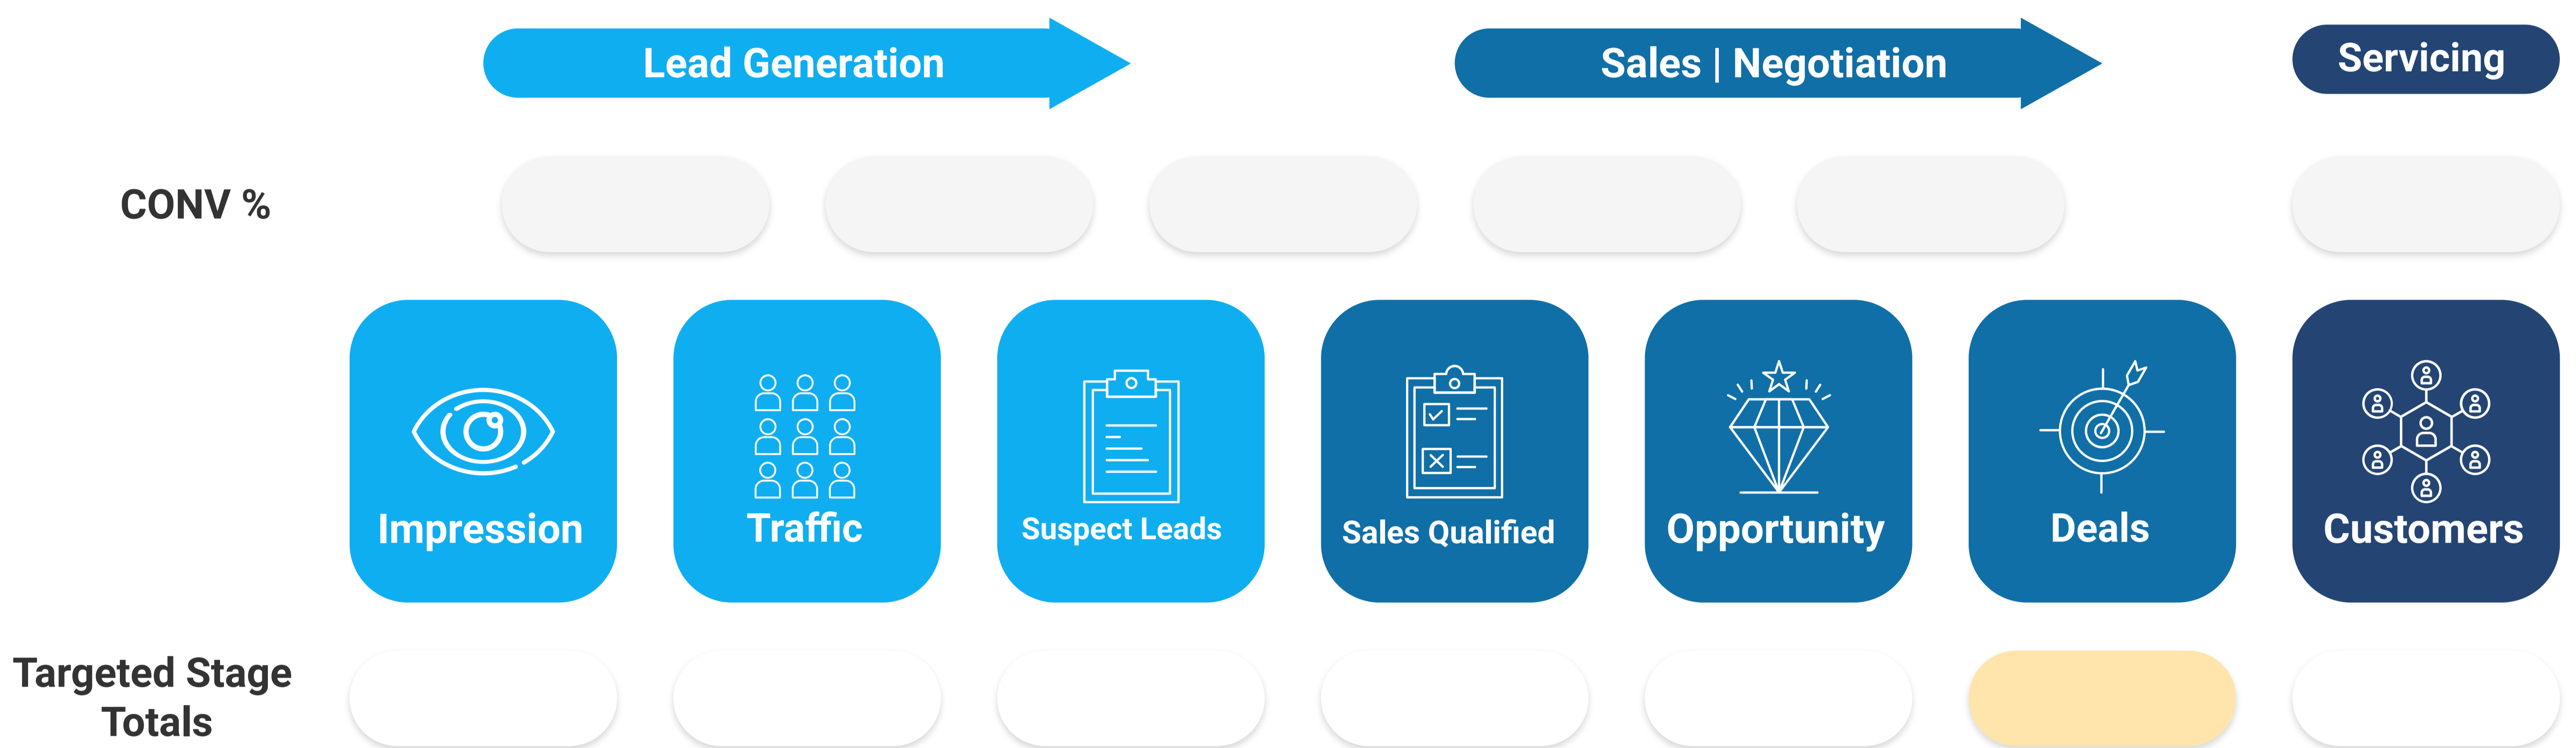 Lead Generation
Sales | Negotiation
Servicing
CONV %
Impression
Traffic
Suspect Leads
Sales Qualified
Opportunity
Deals
Customers
Targeted Stage
Totals